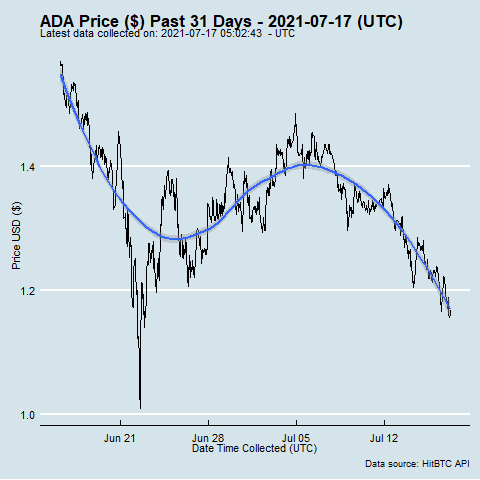 ADA Price ($) Past 31 Days - 2021-07-17 (UTC)
Latest data collected on: 2021-07-17 05:02:43 - UTC
1.4
1.2
1.0
Price USD ($)
Jun 21 Jun 28 Jul 05 Jul 12
Date Time Collected (UTC)
Data source: HitBTC API